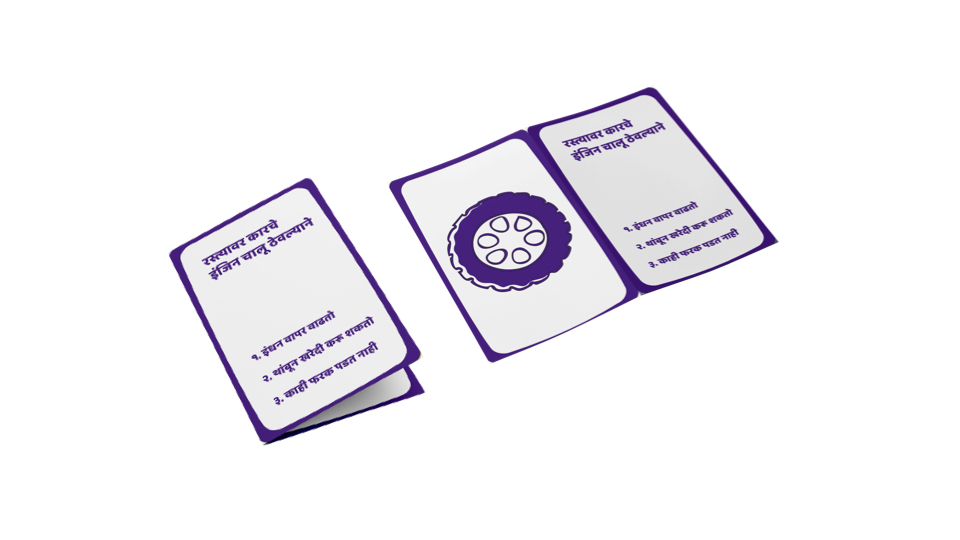 रस्त्यावर कारचे
इंजिन चालू ठेवल्याने
१. इंधन वापर वाढतो
२. थांबून खरेदी करू शकतो
३. काही फरक पडत नाही
रस्त्यावर कारचे
इंजिन चालू ठेवल्याने
१. इंधन वापर वाढतो
२. थांबून खरेदी करू शकतो
३. काही फरक पडत नाही